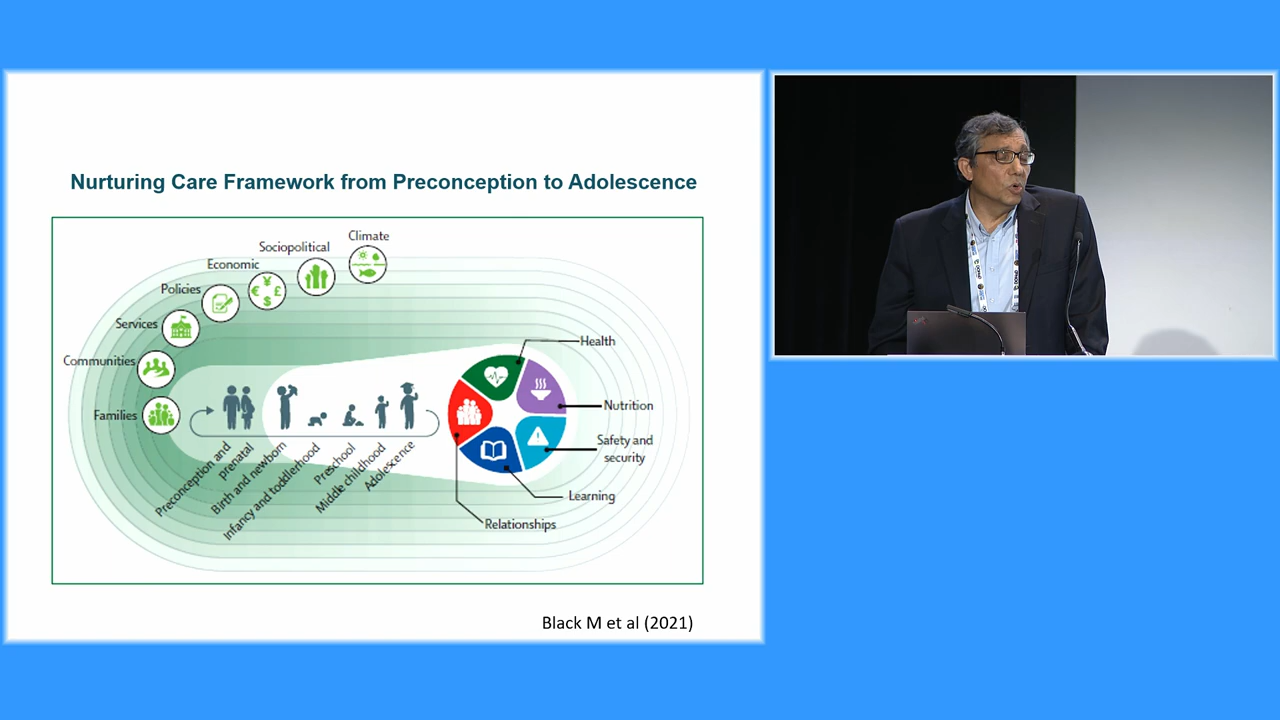 Nurturing Care Framework from Preconception to Adolescence
Climate
Sociopolitical
Economic
Policies
Services
Communities
Families
€ ¥ £ $
Preconception and
prenatal
Birth and newborn
Infancy and toddlerhood
Preschool
Middle childhood
Adolescence
Health
Nutrition
Safety and
security
Learning
Relationships
Black M et al (2021)